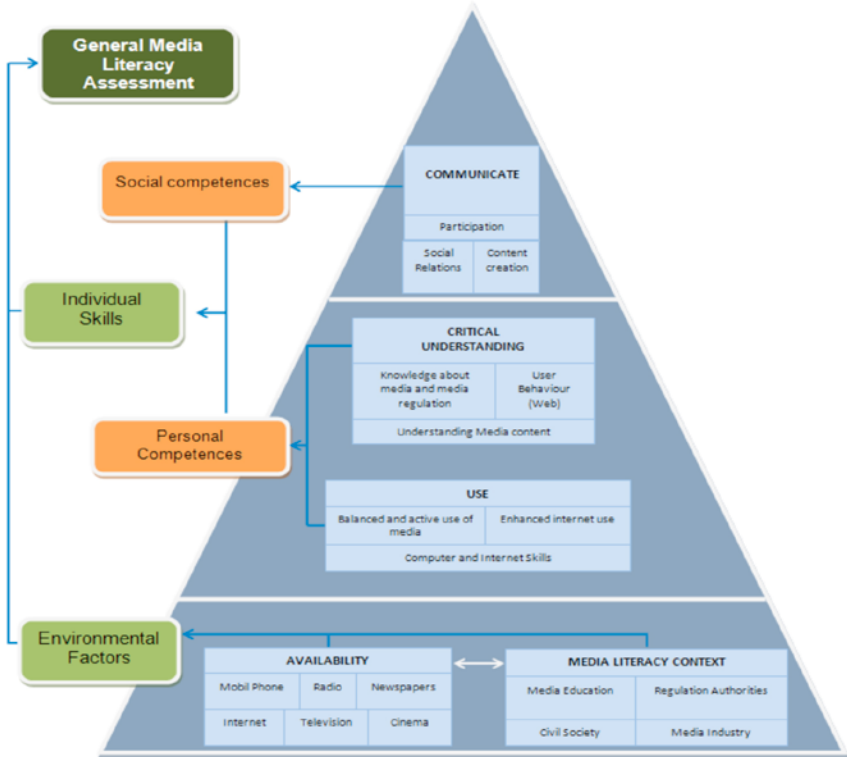 General Media
Literacy
Assessment
Social competences
COMMUNICATE
Participation
Social
Relations
Content
creation
Individual
Skills
CRITICAL
UNDERSTANDING
Knowledge about
media and media
regulation
User
Behaviour
(Web)
Understanding Media content
Personal
Competences
USE
Balanced and active use of
media
Enhanced internet use
Computer and Internet Skills
Environmental
Factors
AVAILABILITY
Mobil Phone
Radio
Newspapers
Internet
Television
Cinema
MEDIA LITERACY CONTEXT
Media Education
Regulation Authorities
Civil Society
Media Industry